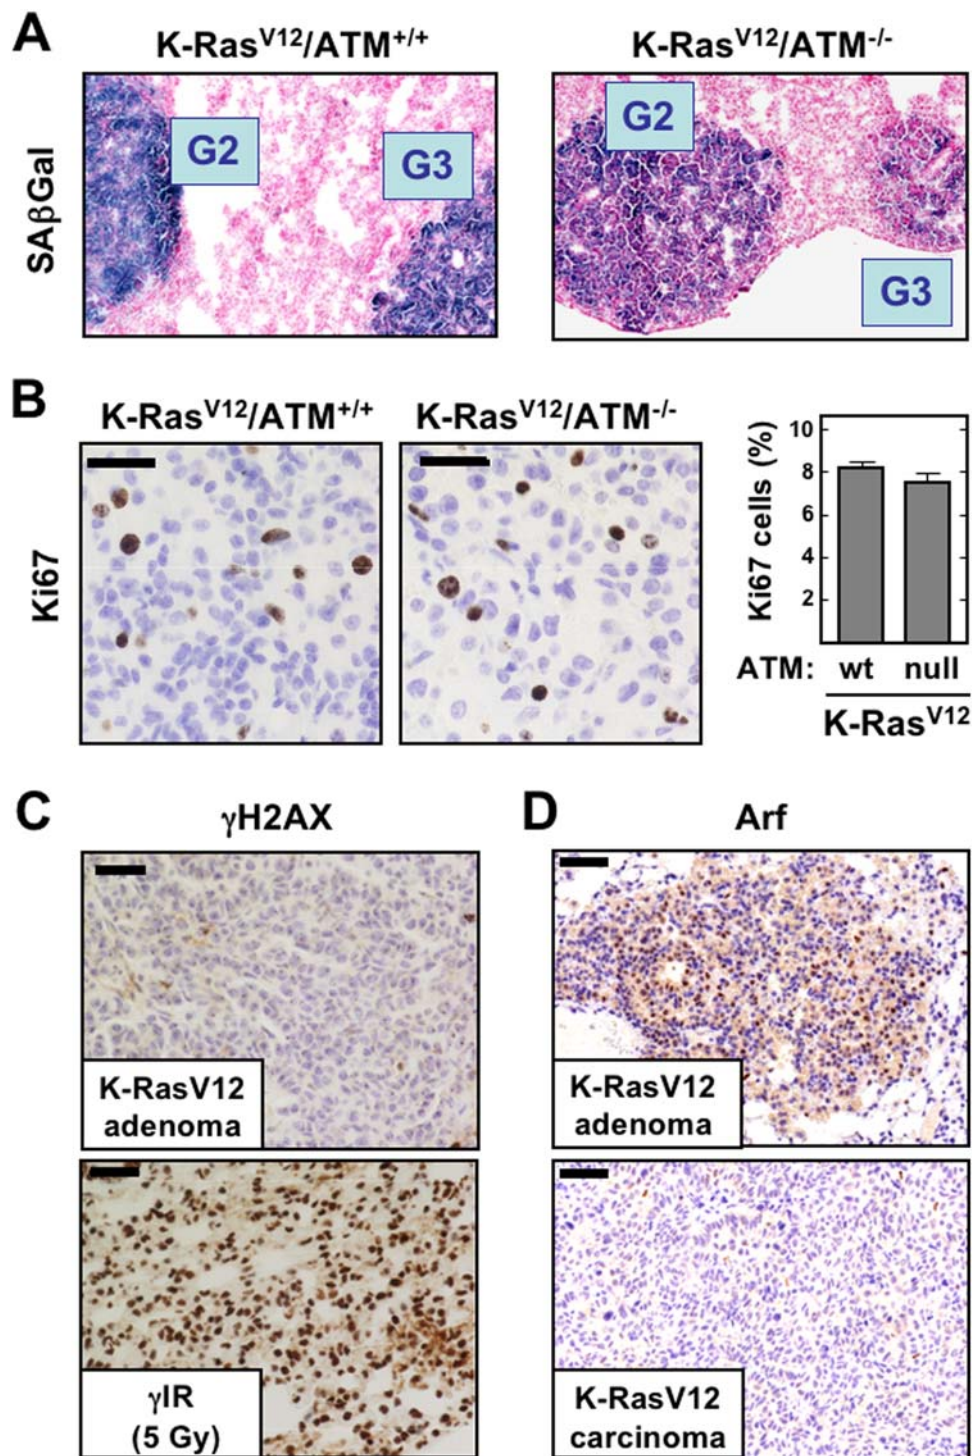 A
K-RasV12/ATM+/+
K-RasV12/ATM-/-
SAβGal
G2
G3
G2
G3
B
K-RasV12/ATM+/+
K-RasV12/ATM-/-
Ki67
Ki67 cells (%)
10
8
6
4
2
ATM: wt null
K-RasV12
C
γH2AX
D
Arf
K-RasV12
adenoma
K-RasV12
adenoma
γIR
(5 Gy)
K-RasV12
carcinoma